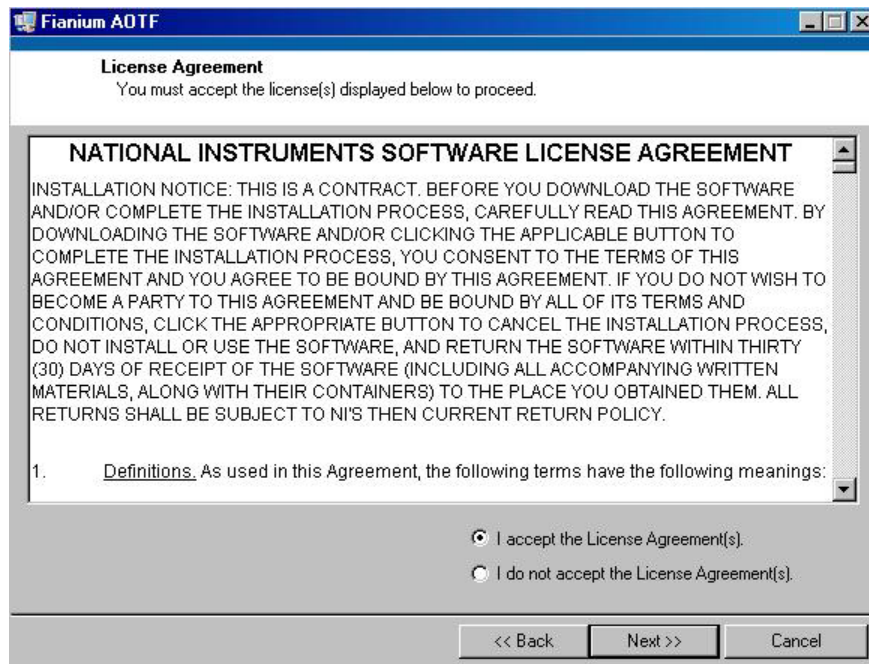 Fianium AOTF
License Agreement
You must accept the license(s) displayed below to proceed.
NATIONAL INSTRUMENTS SOFTWARE LICENSE AGREEMENT
INSTALLATION NOTICE: THIS IS A CONTRACT. BEFORE YOU DOWNLOAD THE SOFTWARE
AND/OR COMPLETE THE INSTALLATION PROCESS, CAREFULLY READ THIS AGREEMENT. BY
DOWNLOADING THE SOFTWARE AND/OR CLICKING THE APPLICABLE BUTTON TO
COMPLETE THE INSTALLATION PROCESS, YOU CONSENT TO THE TERMS OF THIS
AGREEMENT AND YOU AGREE TO BE BOUND BY THIS AGREEMENT. IF YOU DO NOT WISH TO
BECOME A PARTY TO THIS AGREEMENT AND BE BOUND BY ALL OF ITS TERMS AND
CONDITIONS, CLICK THE APPROPRIATE BUTTON TO CANCEL THE INSTALLATION PROCESS,
DO NOT INSTALL OR USE THE SOFTWARE, AND RETURN THE SOFTWARE WITHIN THIRTY
(30) DAYS OF RECEIPT OF THE SOFTWARE (INCLUDING ALL ACCOMPANYING WRITTEN
MATERIALS, ALONG WITH THEIR CONTAINERS) TO THE PLACE YOU OBTAINED THEM. ALL
RETURNS SHALL BE SUBJECT TO NI'S THEN CURRENT RETURN POLICY.
1. Definitions. As used in this Agreement, the following terms have the following meanings:
I accept the License Agreement(s).
I do not accept the License Agreement(s).
<< Back Next >> Cancel